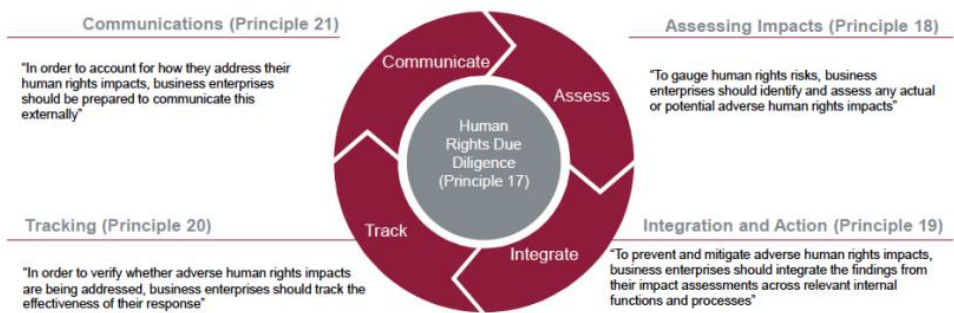 Communications (Principle 21)
"In order to account for how they address their
human rights impacts, business enterprises
should be prepared to communicate this
externally"
Assessing Impacts (Principle 18)
"To gauge human rights risks, business
enterprises should identify and assess any actual
or potential adverse human rights impacts"
Communicate
Assess
Human
Rights Due
Diligence
(Principle 17)
Track
Integrate
Tracking (Principle 20)
"In order to verify whether adverse human rights impacts
are being addressed, business enterprises should track the
effectiveness of their response"
Integration and Action (Principle 19)
"To prevent and mitigate adverse human rights impacts,
business enterprises should integrate the findings from
their impact assessments across relevant internal
functions and processes"